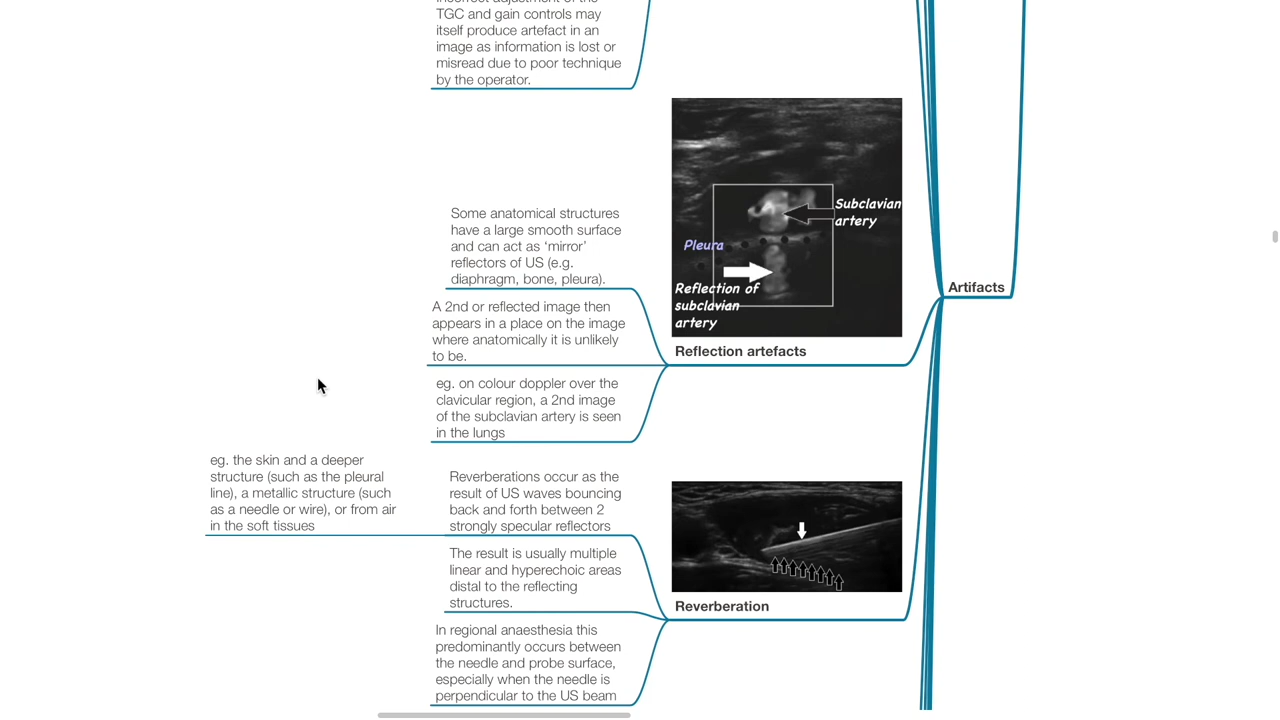 TGC and gain controls may
itself produce artefact in an
image as information is lost or
misread due to poor technique
by the operator.
Some anatomical structures
have a large smooth surface
and can act as ‘mirror’
reflectors of US (e.g.
diaphragm, bone, pleura).
A 2nd or reflected image then
appears in a place on the image
where anatomically it is unlikely
to be.
eg. on colour doppler over the
clavicular region, a 2nd image
of the subclavian artery is seen
in the lungs
Subclavian
artery
Pleura
Reflection of
subclavian
artery
Reflection artefacts
Artifacts
eg. the skin and a deeper
structure (such as the pleural
line), a metallic structure (such
as a needle or wire), or from air
in the soft tissues
Reverberations occur as the
result of US waves bouncing
back and forth between 2
strongly specular reflectors
The result is usually multiple
linear and hyperechoic areas
distal to the reflecting
structures.
In regional anaesthesia this
predominantly occurs between
the needle and probe surface,
especially when the needle is
perpendicular to the US beam
Reverberation